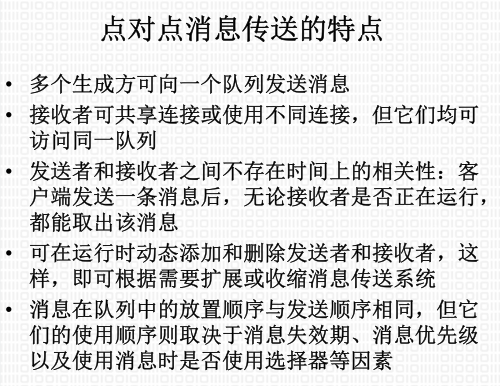 点对点消息传送的特点
• 多个生成方可向一个队列发送消息
• 接收者可共享连接或使用不同连接，但它们均可
访问同一队列
• 发送者和接收者之间不存在时间上的相关性：客
户端发送一条消息后，无论接收者是否正在运行，
都能取出该消息
• 可在运行时动态添加和删除发送者和接收者，这
样，即可根据需要扩展或收缩消息传送系统
• 消息在队列中的放置顺序与发送顺序相同，但它
们的使用顺序则取决于消息失效期、消息优先级
以及使用消息时是否使用选择器等因素